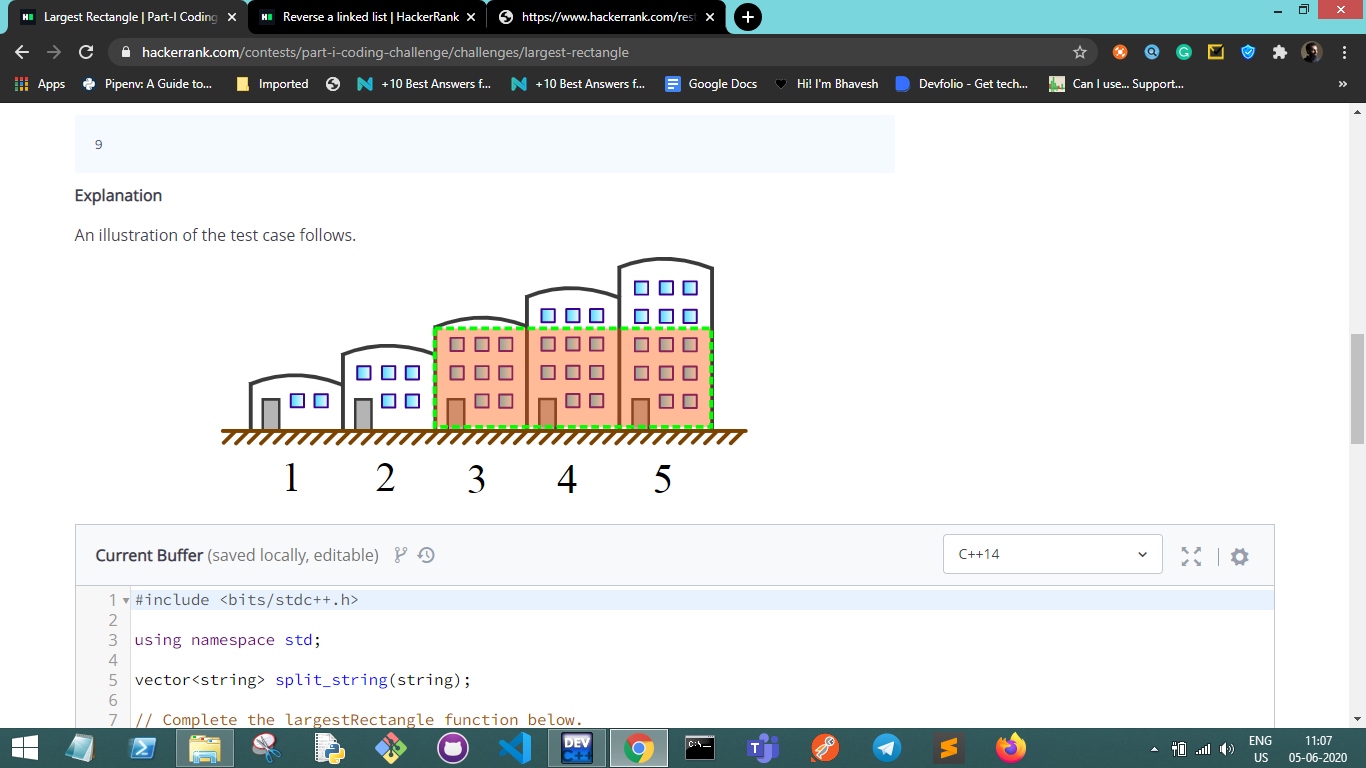 Largest Rectangle | Part-I Coding
Reverse a linked list | HackerRank
https://www.hackerrank.com/rest
hackerrank.com/contests/part-i-coding-challenge/challenges/largest-rectangle
Apps Pipenv: A Guide to... Imported +10 Best Answers f... +10 Best Answers f... Google Docs Hi! I'm Bhavesh Devfolio - Get tech... Can I use... Support... »
9
Explanation
An illustration of the test case follows.
1 2 3 4 5
Current Buffer (saved locally, editable) C++14
1 #include <bits/stdc++.h>
2
3 using namespace std;
4
5 vector<string> split_string(string);
6
7 // Complete the largestRectangle function below.
DEV C++
C:\_
ENG 11:07
US 05-06-2020